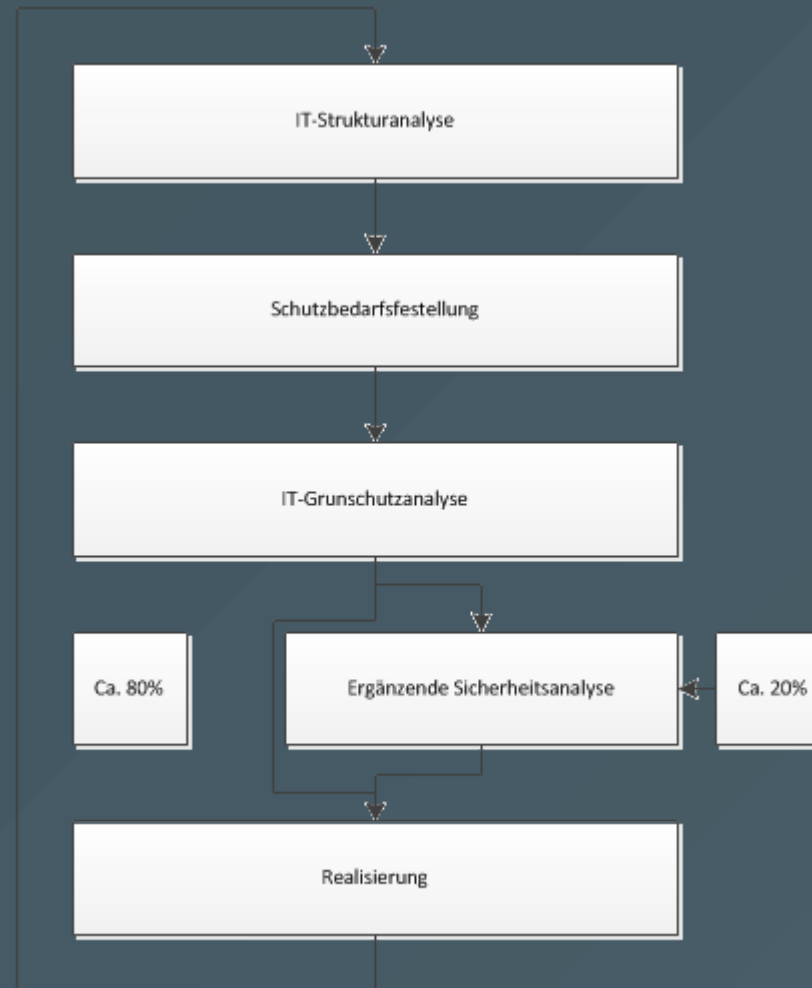 IT-Strukturanalyse
Schutzbedarfsfestellung
IT-Grunschutzanalyse
Ca. 80%
Ergänzende Sicherheitsanalyse
Ca. 20%
Realisierung